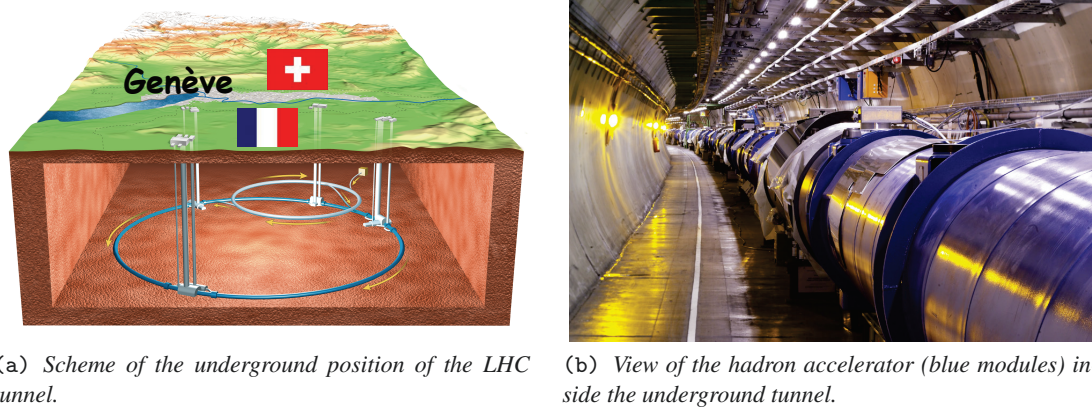 Genève
(a) Scheme of the underground position of the LHC
tunnel.
(b) View of the hadron accelerator (blue modules) in
side the underground tunnel.